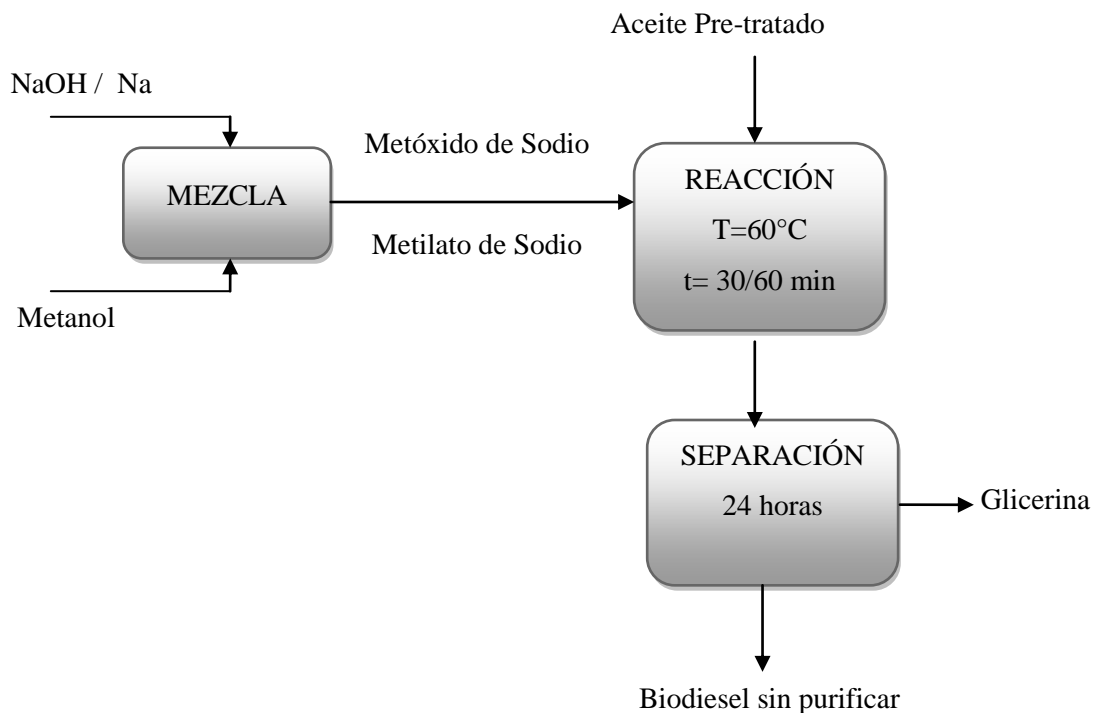 Aceite Pre-tratado
NaOH / Na
Metóxido de Sodio
MEZCLA
REACCIÓN
T=60°C
Metilato de Sodio
t= 30/60 min
Metanol
SEPARACIÓN
24 horas
Glicerina
Biodiesel sin purificar